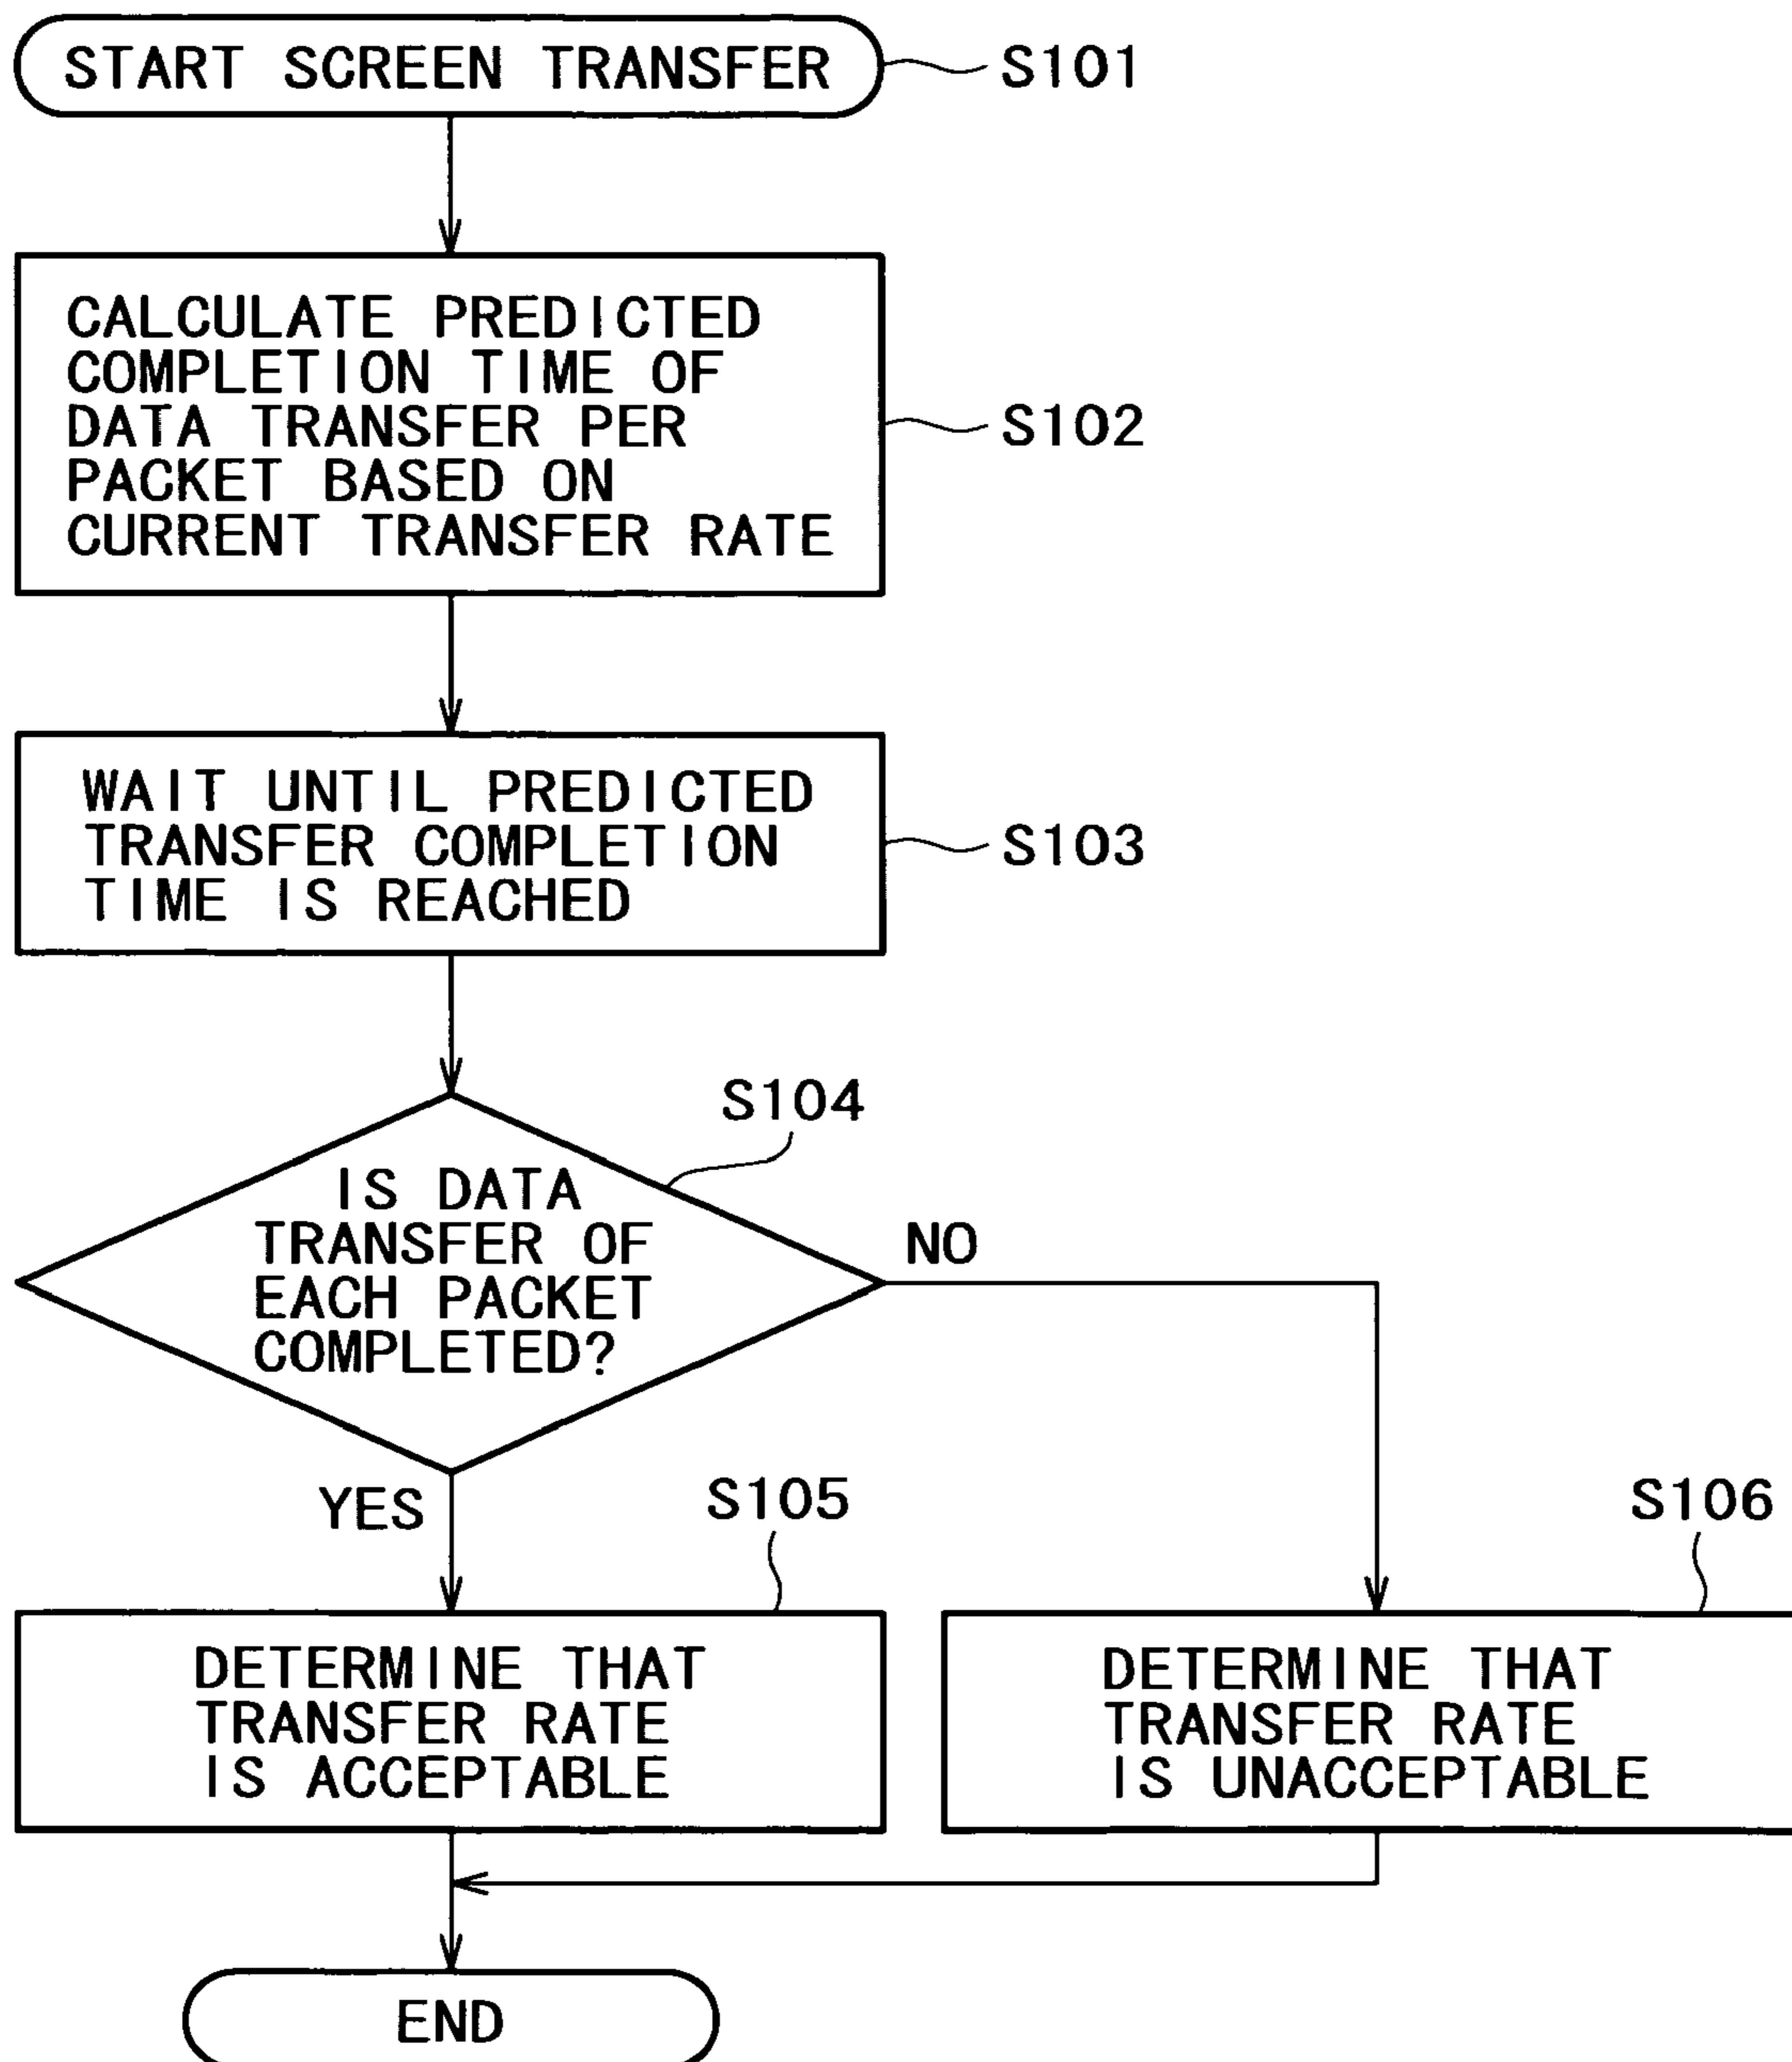 START SCREEN TRANSFER
S101
CALCULATE PREDICTED
COMPLETION TIME OF
DATA TRANSFER PER
PACKET BASED ON
CURRENT TRANSFER RATE
S102
WAIT UNTIL PREDICTED
TRANSFER COMPLETION
TIME IS REACHED
S103
S104
IS DATA
TRANSFER OF
EACH PACKET
COMPLETED?
NO
YES
S105
DETERMINE THAT
TRANSFER RATE
IS ACCEPTABLE
S106
DETERMINE THAT
TRANSFER RATE
IS UNACCEPTABLE
END